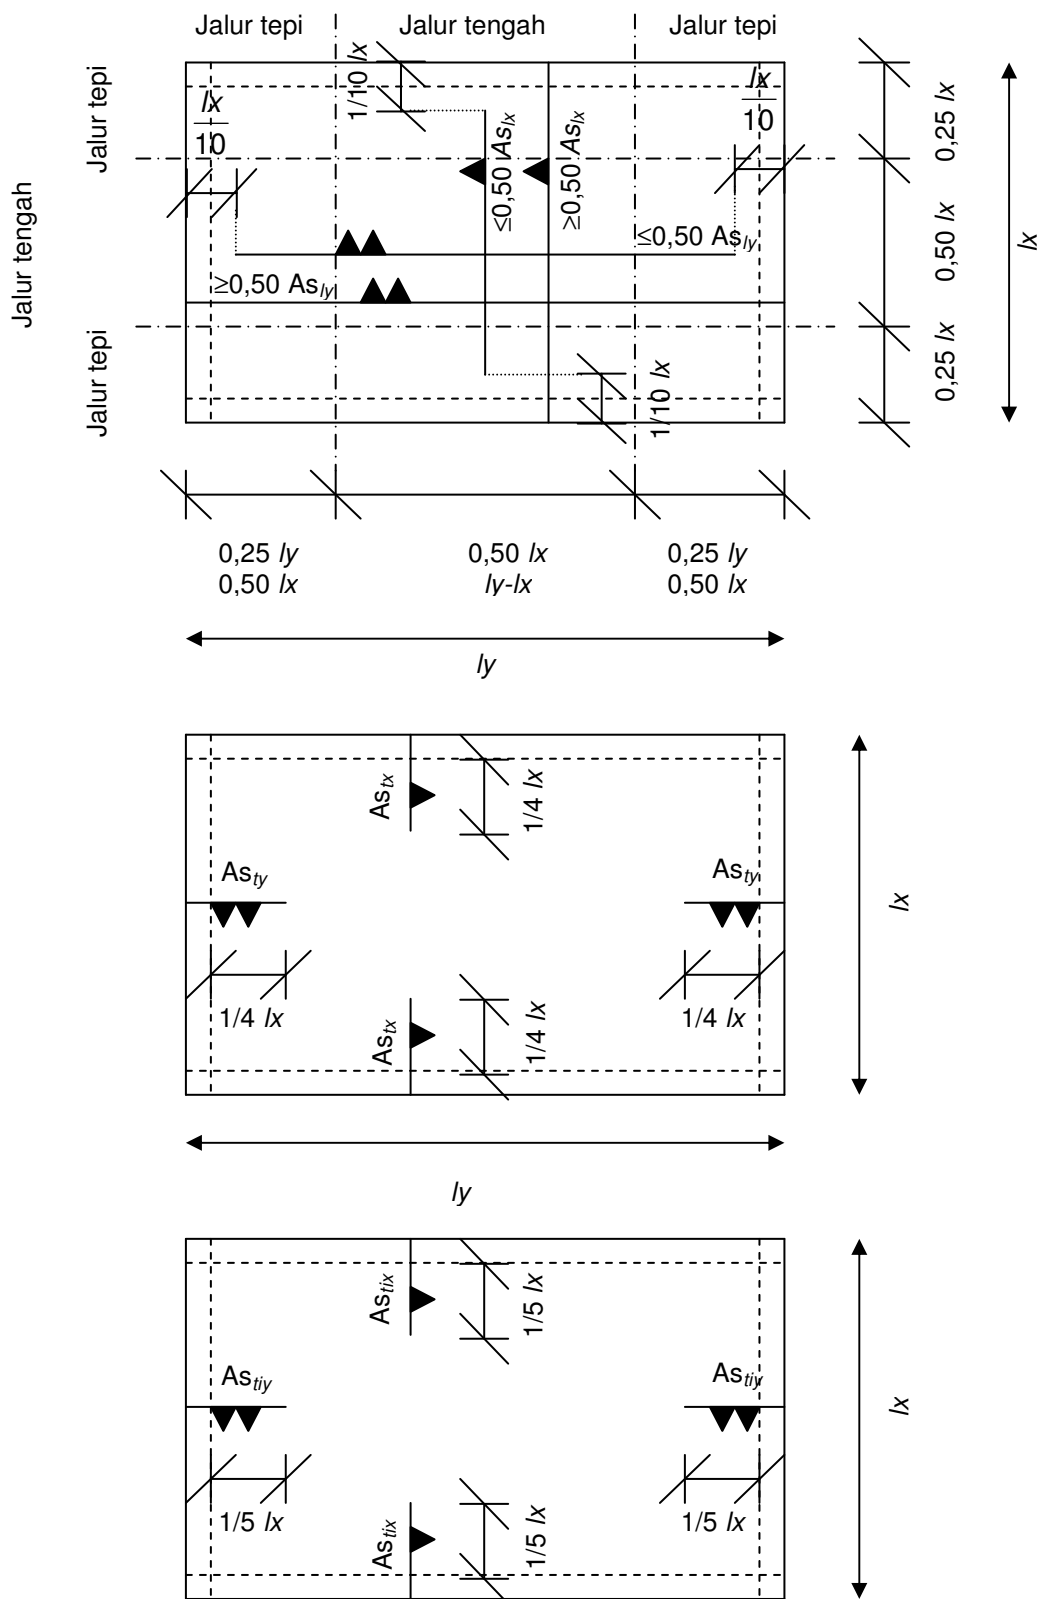 Jalur tepi
Jalur tengah
Jalur tepi
Jalur tepi
Jalur tengah
Jalur tepi
1/10 lx
lx
10
lx
10
≤0,50 Aslx
≥0,50 Aslx
≤0,50 Asly
≥0,50 Asly
1/10 lx
0,25 lx
0,50 lx
0,25 lx
lx
0,25 ly
0,50 lx
0,50 lx
ly-lx
0,25 ly
0,50 lx
ly
Astx
1/4 lx
Asty
Asty
1/4 lx
1/4 lx
Astx
1/4 lx
lx
ly
Astix
1/5 lx
Astiy
Astiy
1/5 lx
1/5 lx
Astix
1/5 lx
lx